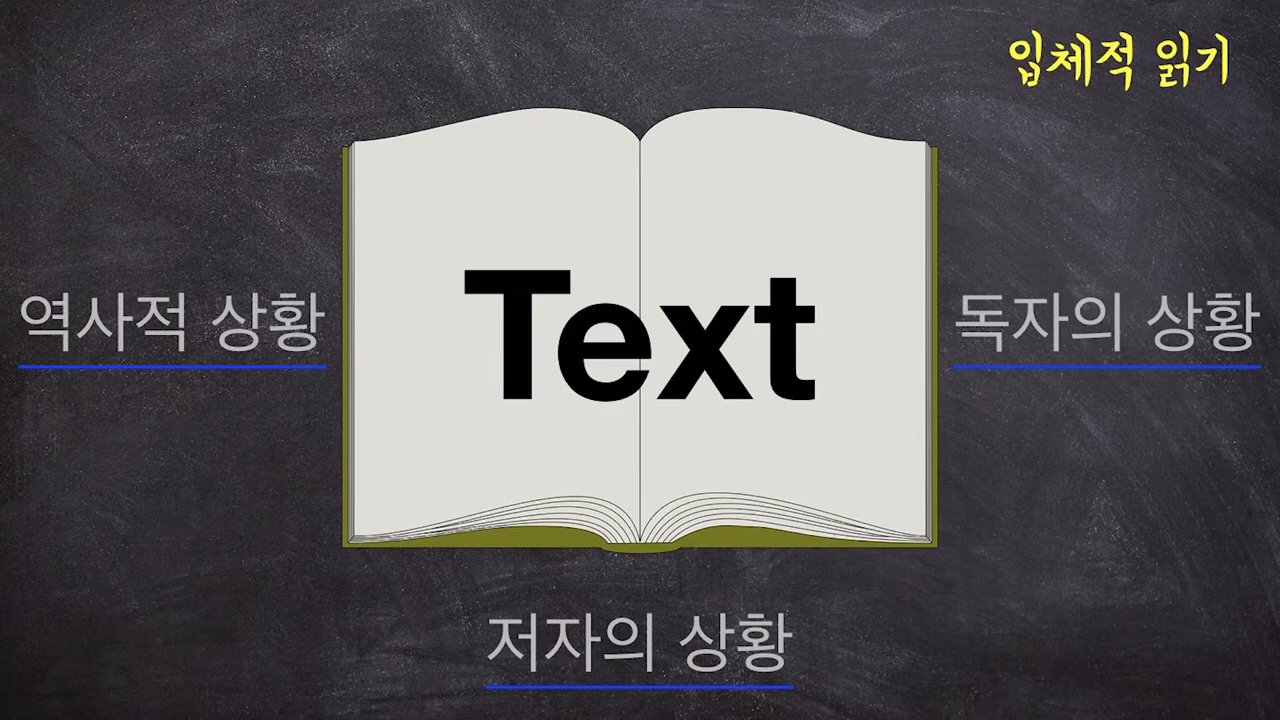 입체적 읽기
Text
역사적 상황
독자의 상황
저자의 상황